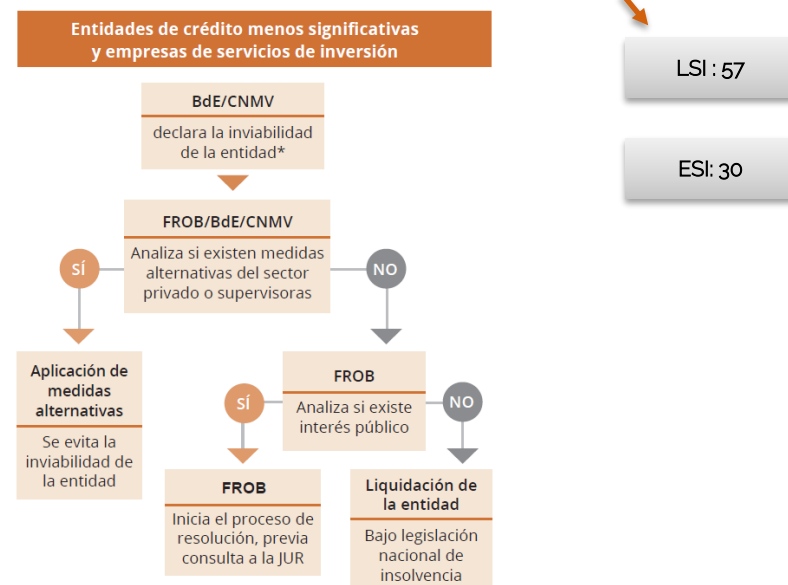 Entidades de crédito menos significativas
y empresas de servicios de inversión
LSI : 57
BdE/CNMV
declara la inviabilidad
de la entidad*
ESI: 30
FROB/BdE/CNMV
Analiza si existen medidas
alternativas del sector
privado o supervisoras
SÍ
NO
Aplicación de
medidas
alternativas
Se evita la
inviabilidad de
la entidad
FROB
Analiza si existe
interés público
SÍ
NO
FROB
Inicia el proceso de
resolución, previa
consulta a la JUR
Liquidación de
la entidad
Bajo legislación
nacional de
insolvencia